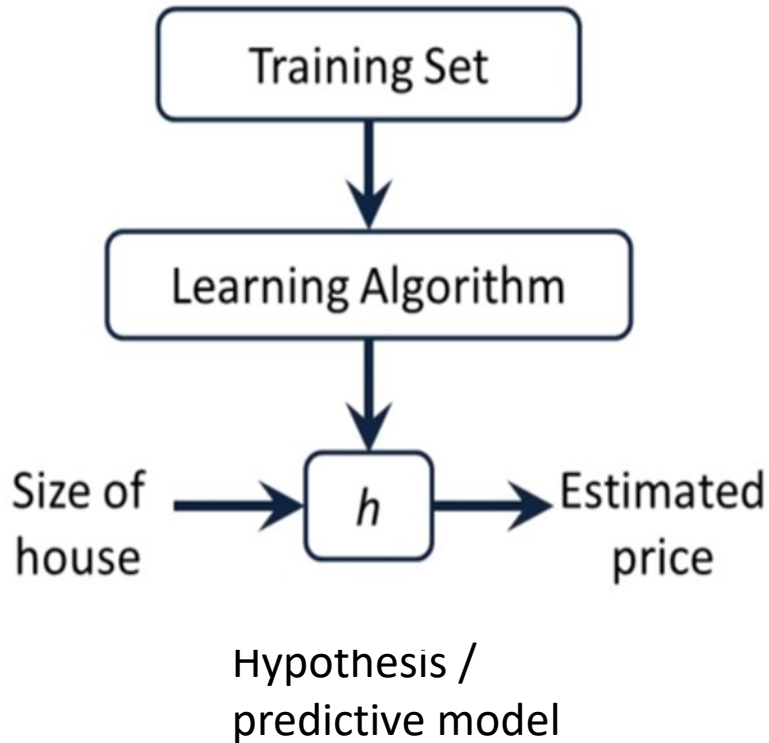 Training Set
Learning Algorithm
Size of
house
h
Estimated
price
Hypothesis /
predictive model